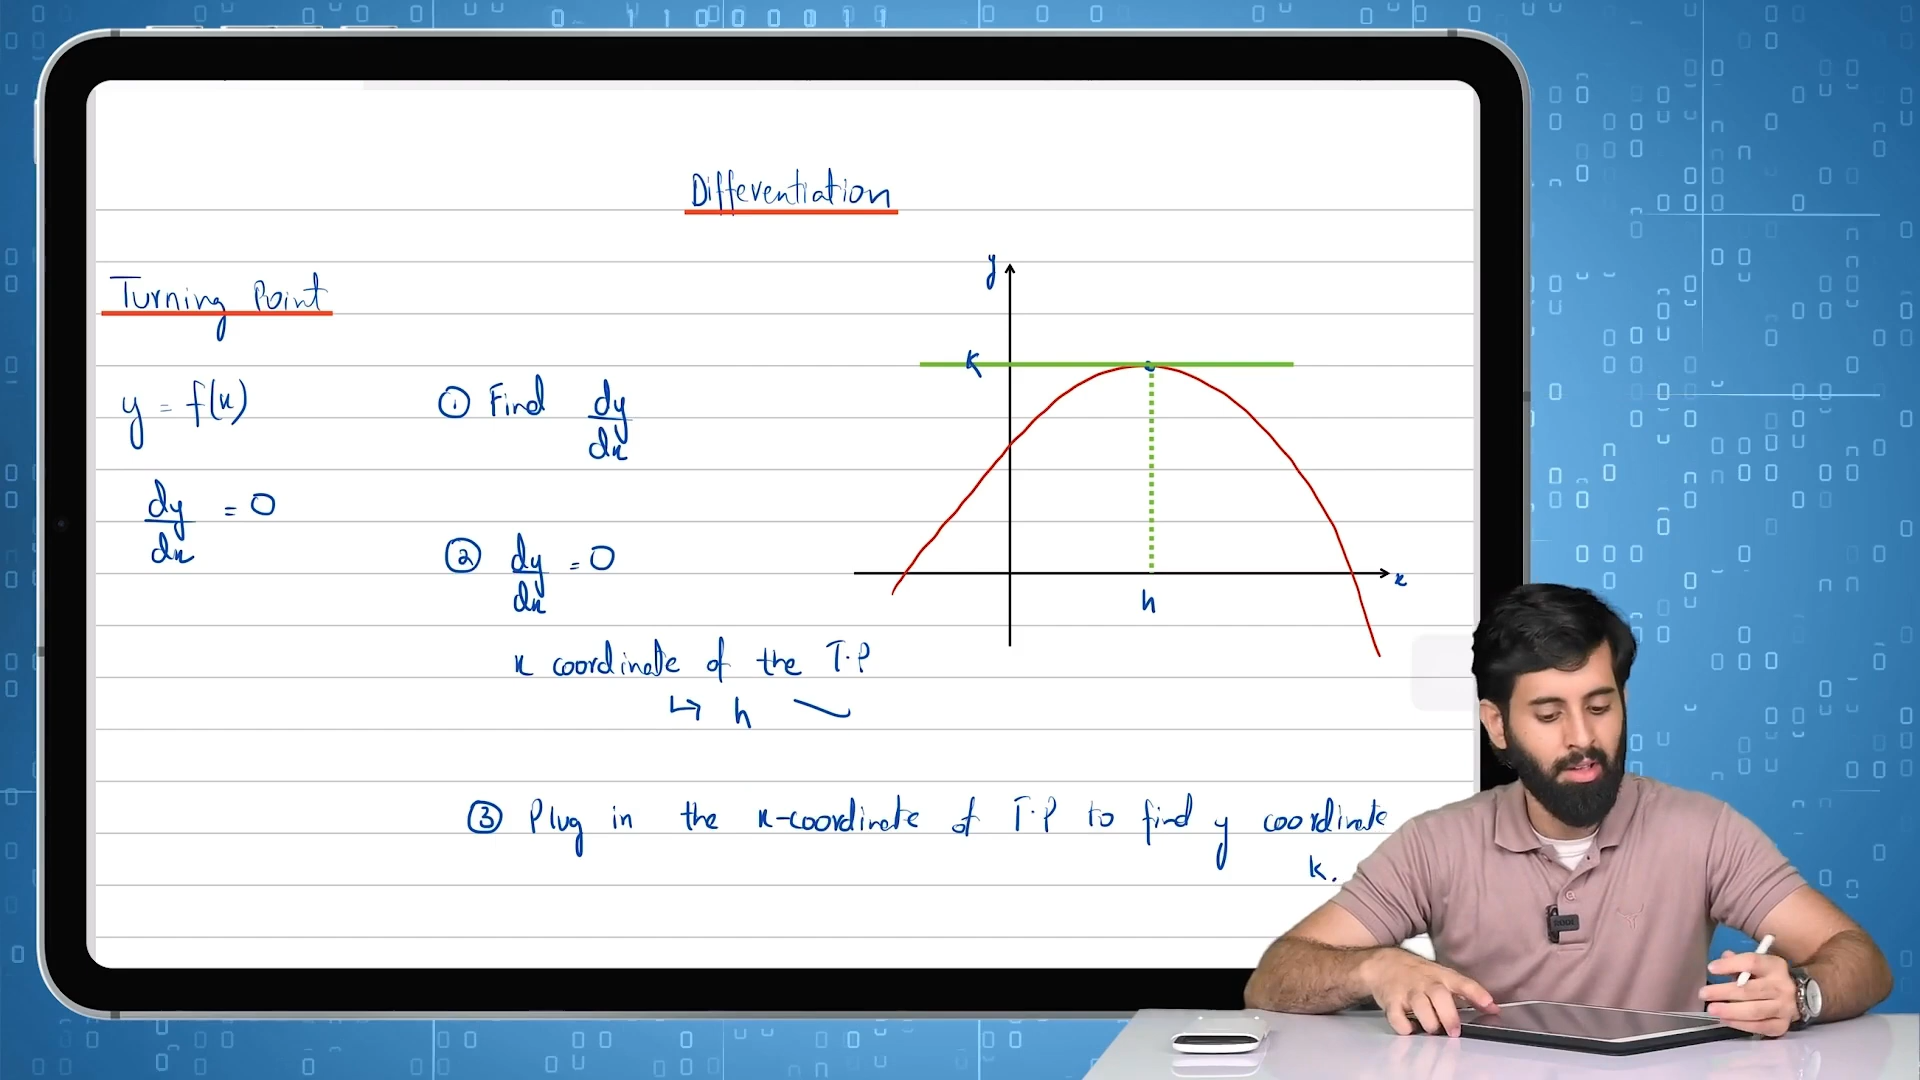 Differentiation
Turning Point
y = f(x)
dy/dx = 0
① Find dy/dx
② dy/dx = 0
x coordinate of the T.P
↳ h
③ Plug in the x-coordinate of T.P to find y coordinate
k.
y
k
h
x